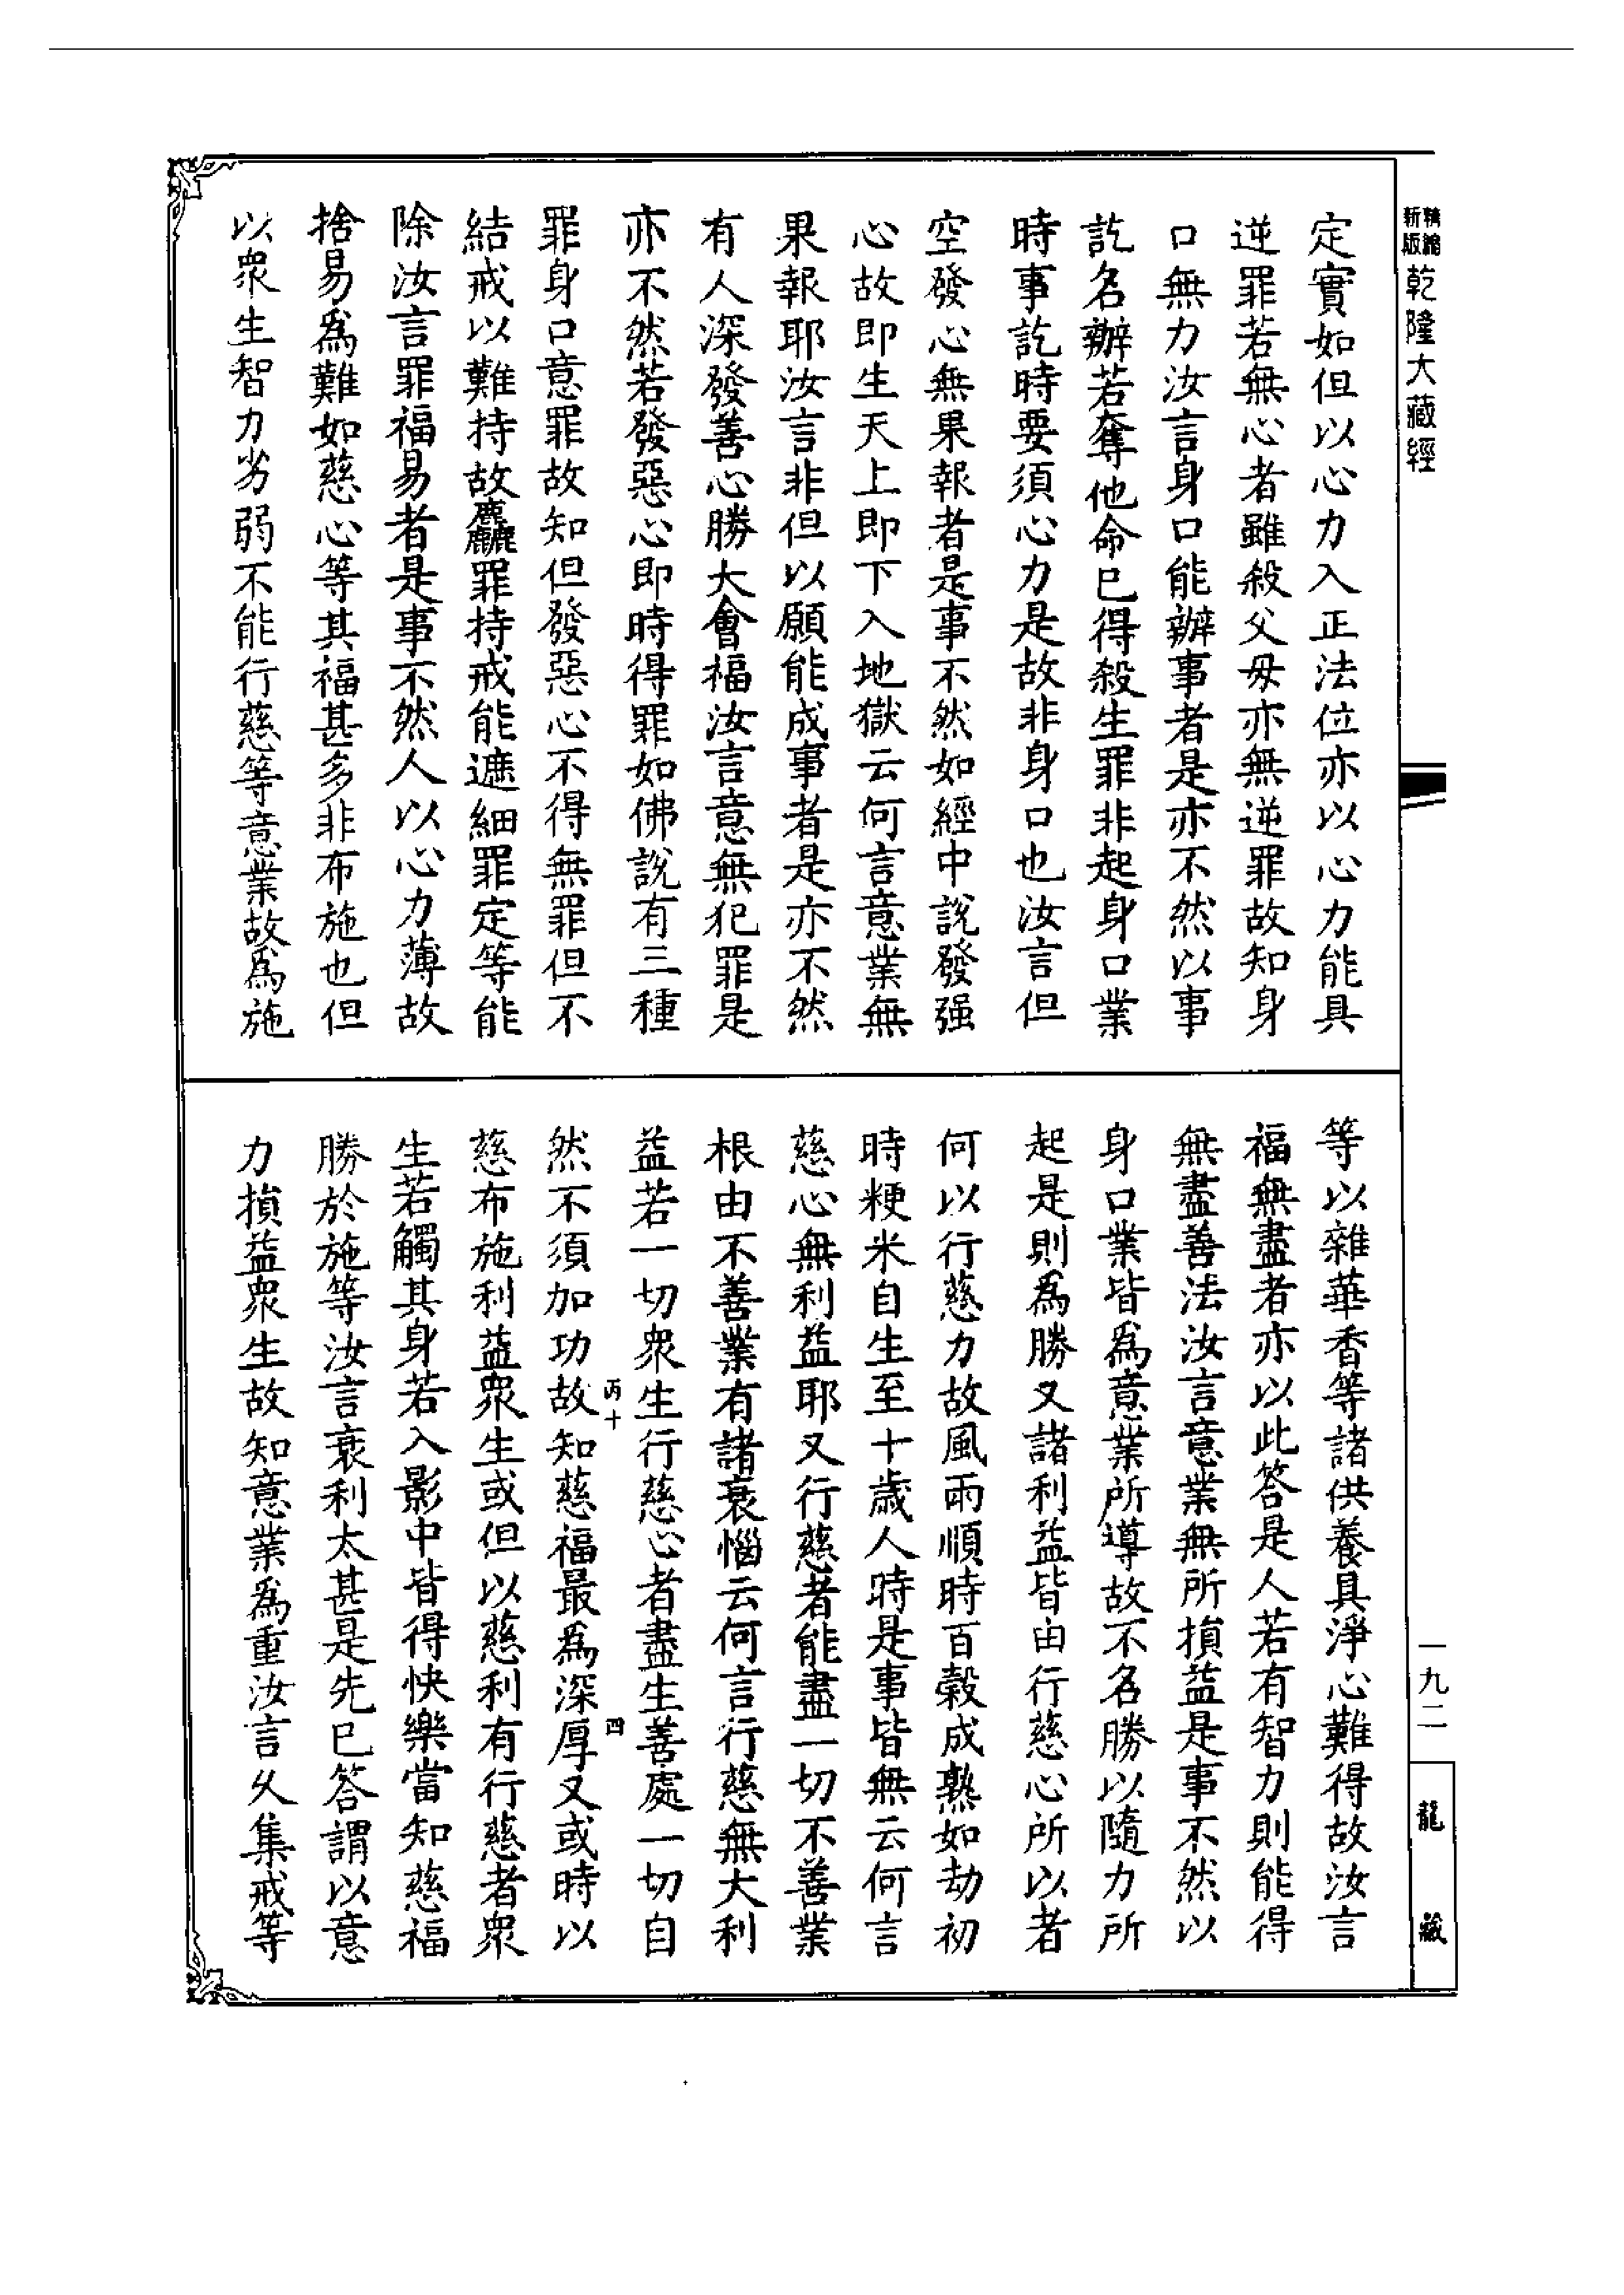 精縮
新版
乾隆大藏經
定實如但以心力入正法位亦以心力能具
逆罪若無心者雖殺父母亦無逆罪故知身
口無力汝言身口能辦事者是亦不然以事
訖名辦若奪他命已得殺生罪非起身口業
時事訖時要須心力是故非身口也汝言但
空發心無果報者是事不然如經中說發强
心故即生天上即下入地獄云何言意業無
果報耶汝言非但以願能成事者是亦不然
有人深發善心勝大會福汝言意無犯罪是
亦不然若發惡心即時得罪如佛說有三種
罪身口意罪故知但發惡心不得無罪但不
結戒以難持故麤罪持戒能遮細罪定等能
除汝言罪福易者是事不然人以心力薄故
捨易爲難如慈心等其福甚多非布施也但
以衆生智力劣弱不能行慈等意業故爲施
等以雜華香等諸供養具淨心難得故汝言
福無盡者亦以此答是人若有智力則能得
無盡善法汝言意業無所損益是事不然以
身口業皆爲意業所導故不名勝以隨力所
起是則爲勝又諸利益皆由行慈心所以者
何以行慈力故風雨順時百穀成熟如劫初
時粳米自生至十歲人時是事皆無云何言
慈心無利益耶又行慈者能盡一切不善業
根由不善業有諸衰惱云何言行慈無大利
益若一切衆生行慈心者盡生善處一切自
然不須加功故知慈福最爲深厚又或時以
丙十
四
慈布施利益衆生或但以慈利有行慈者衆
生若觸其身若入影中皆得快樂當知慈福
勝於施等汝言衰利太甚是先已答謂以意
力損益衆生故知意業爲重汝言久集戒等
一九二
龍藏